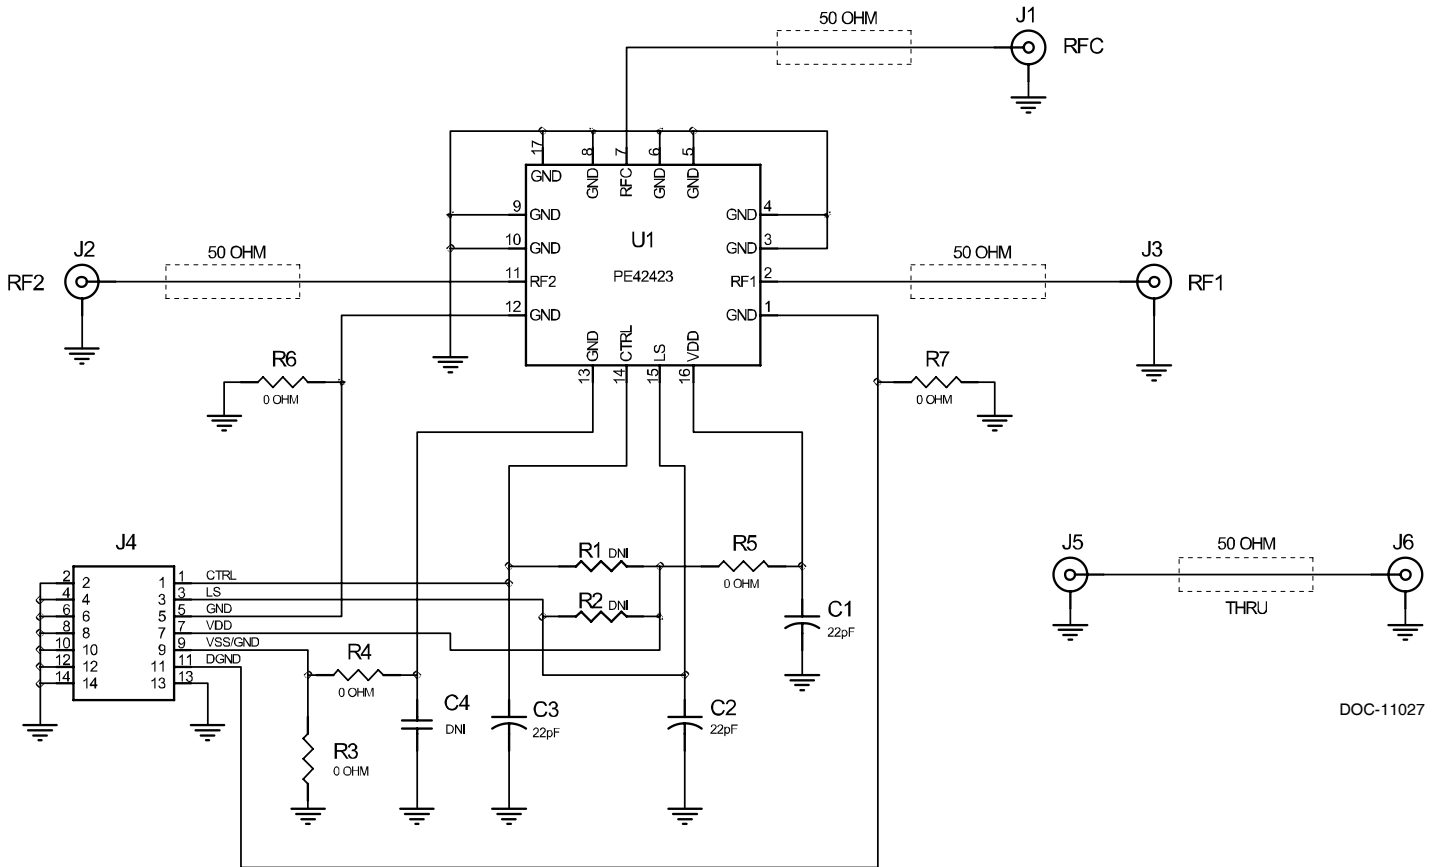 50 OHM
J1
RFC
17
8
7
6
5
GND
GND
RFC
GND
GND
9
GND
GND
4
10
GND
GND
3
U1
PE42423
J2
RF2
50 OHM
11
RF2
RF1
2
50 OHM
J3
RF1
12
GND
GND
1
GND
CTRL
LS
VDD
13
14
15
16
R6
0 OHM
R7
0 OHM
J4
R1 DNI
R5
0 OHM
R2 DNI
C1
22pF
2 2 1 1 CTRL
4 4 3 3 LS
6 6 5 5 GND
8 8 7 7 VDD
10 10 9 9 VSS/GND
12 12 11 11 DGND
14 14 13 13
R4
0 OHM
R3
0 OHM
C4
DNI
C3
22pF
C2
22pF
J5
50 OHM
J6
THRU
DOC-11027